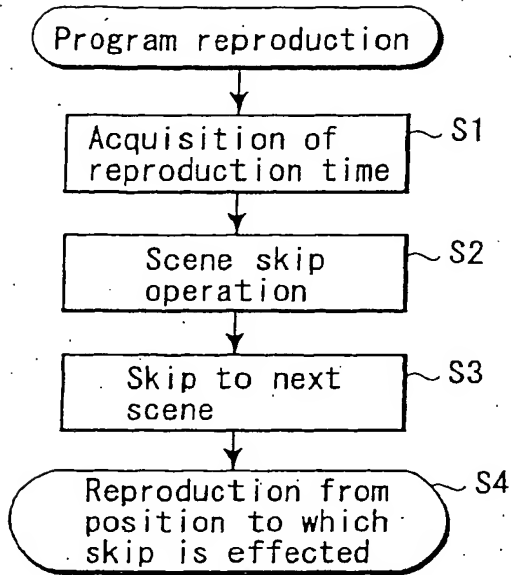 Program reproduction
Acquisition of
reproduction time
S1
Scene skip
operation
S2
Skip to next
scene
S3
Reproduction from
position to which
skip is effected
S4